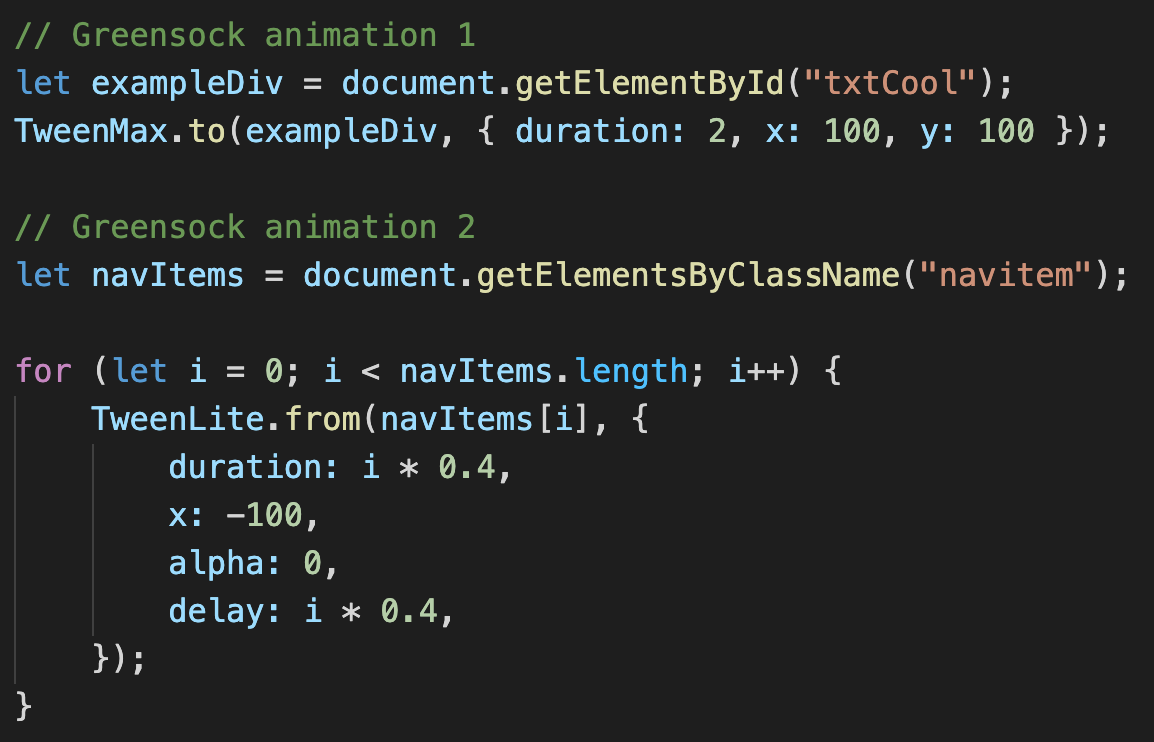 // Greensock animation 1
let exampleDiv = document.getElementById("txtCool");
TweenMax.to(exampleDiv, { duration: 2, x: 100, y: 100 });

// Greensock animation 2
let navItems = document.getElementsByClassName("navitem");

for (let i = 0; i < navItems.length; i++) {
    TweenLite.from(navItems[i], {
        duration: i * 0.4,
        x: -100,
        alpha: 0,
        delay: i * 0.4,
    });
}